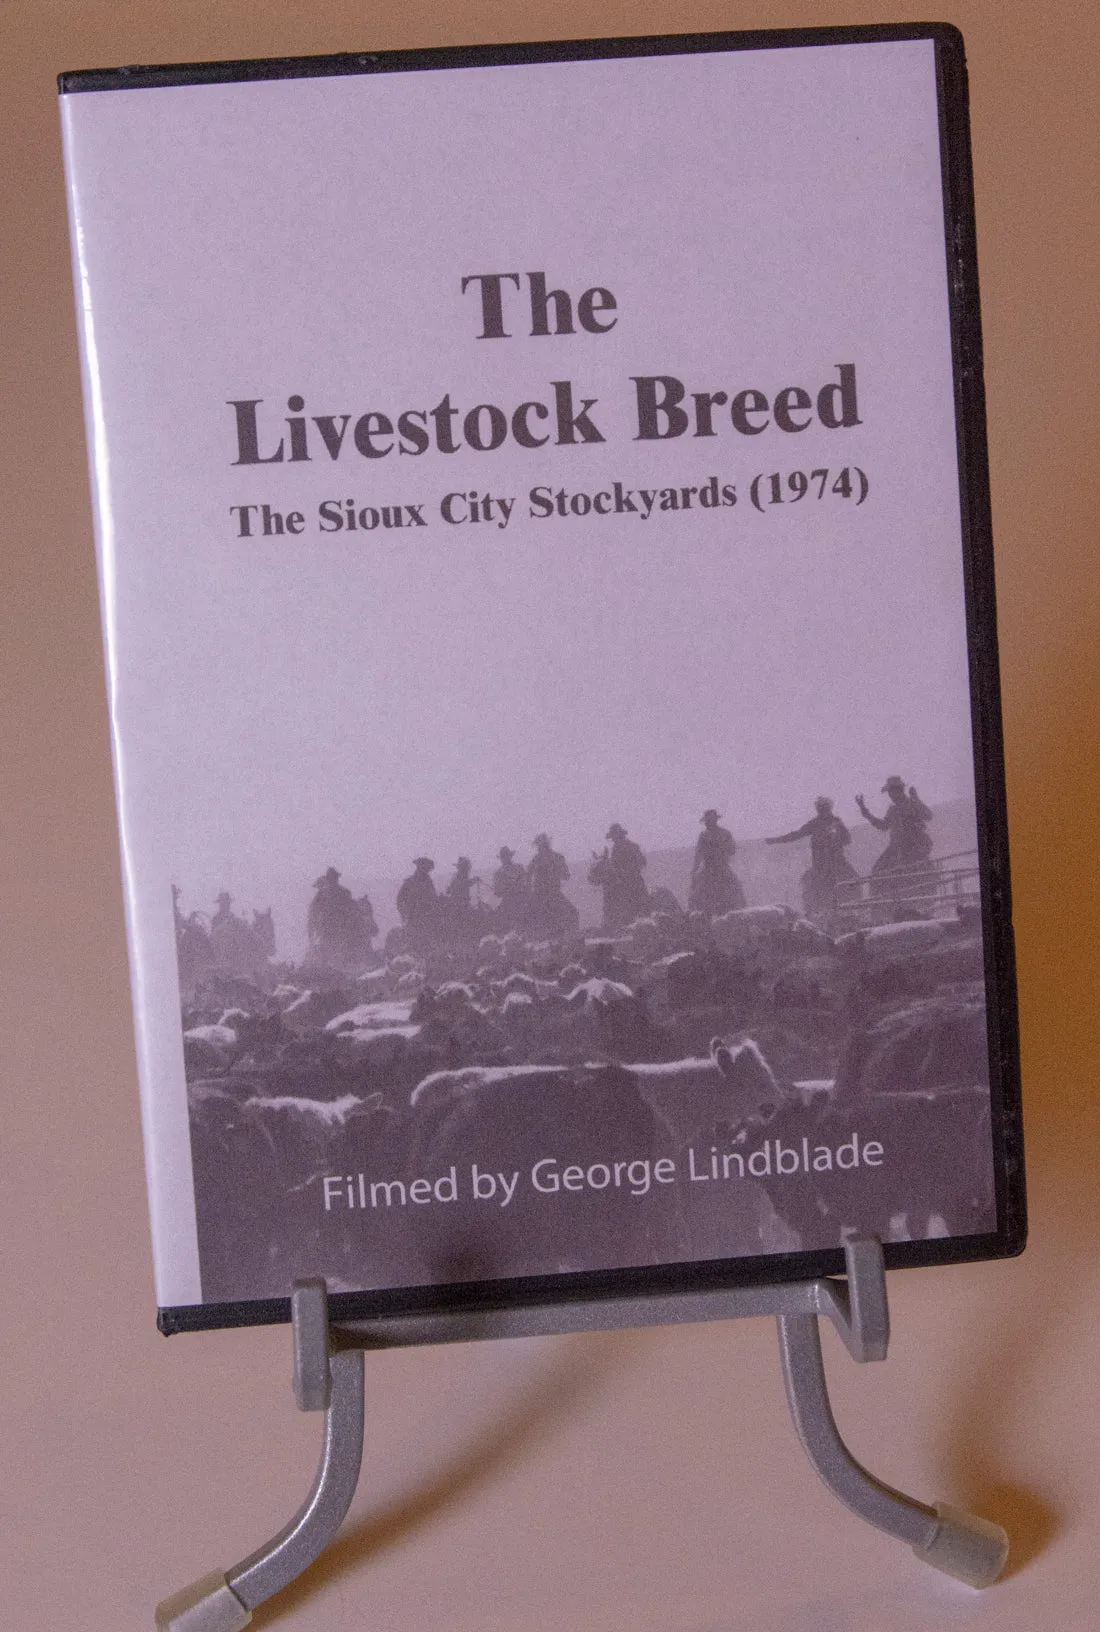 The
Livestock Breed
The Sioux City Stockyards (1974)
Filmed by George Lindblade